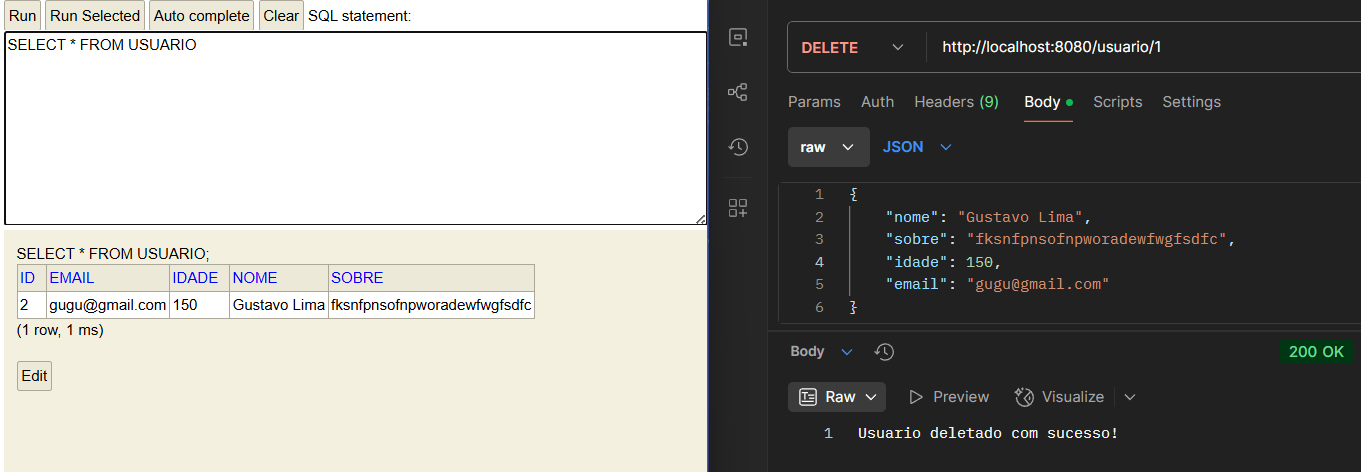 Run Run Selected Auto complete Clear SQL statement:
SELECT * FROM USUARIO
SELECT * FROM USUARIO;
ID EMAIL IDADE NOME SOBRE
2 gugu@gmail.com 150 Gustavo Lima fksnfpnsofnpworadewfwgfsdfc
(1 row, 1 ms)
Edit
DELETE http://localhost:8080/usuario/1
Params Auth Headers (9) Body Scripts Settings
raw JSON
1 {
2 "nome": "Gustavo Lima",
3 "sobre": "fksnfpnsofnpworadewfwgfsdfc",
4 "idade": 150,
5 "email": "gugu@gmail.com"
6 }
Body 200 OK
Raw Preview Visualize
1 Usuario deletado com sucesso!